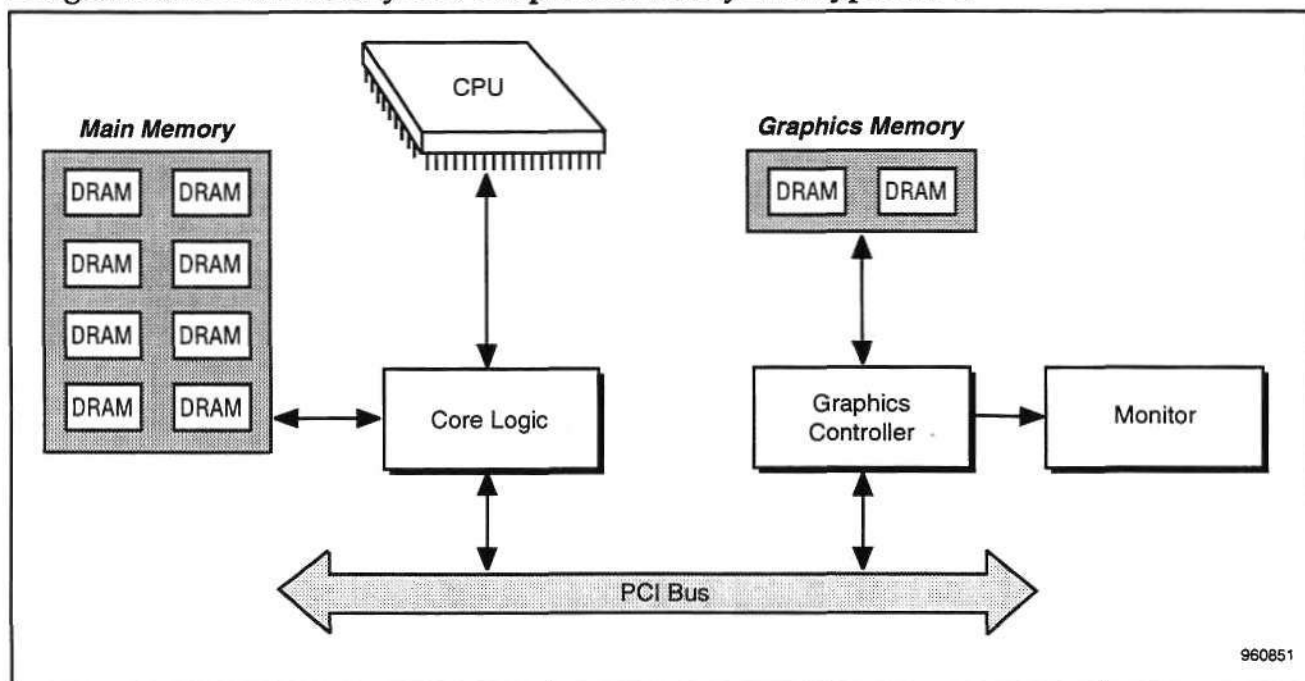 CPU
Main Memory
Graphics Memory
DRAM DRAM
DRAM DRAM
DRAM DRAM
DRAM DRAM
DRAM DRAM
Core Logic
Graphics
Controller
Monitor
PCI Bus
960851